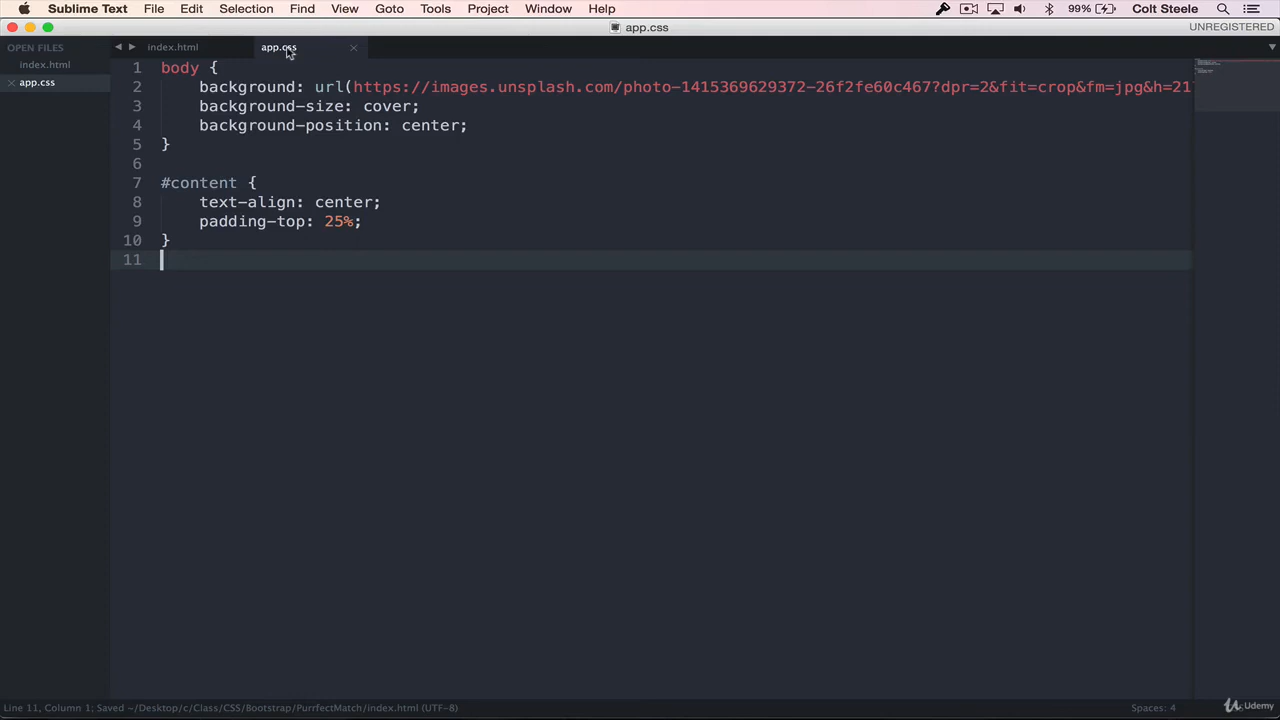 Sublime Text File Edit Selection Find View Goto Tools Project Window Help 99% Colt Steele
app.css UNREGISTERED
OPEN FILES
index.html
app.css
index.html app.css
1 body {
2 background: url(https://images.unsplash.com/photo-1415369629372-26f2fe60c467?dpr=2&fit=crop&fm=jpg&h=21
3 background-size: cover;
4 background-position: center;
5 }
6
7 #content {
8 text-align: center;
9 padding-top: 25%;
10 }
11
Line 11, Column 1; Saved ~/Desktop/c/Class/CSS/Bootstrap/PurrfectMatch/index.html (UTF-8) Spaces: 4
Udemy